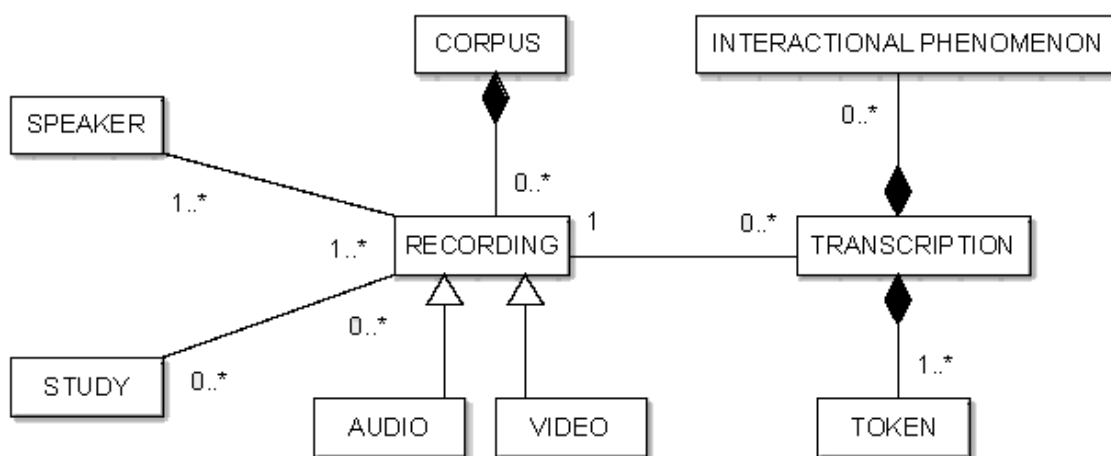 CORPUS
INTERACTIONAL PHENOMENON
SPEAKER
0..*
1..*
0..*
1..*
RECORDING
1
0..*
TRANSCRIPTION
0..*
1..*
STUDY
0..*
AUDIO
VIDEO
TOKEN